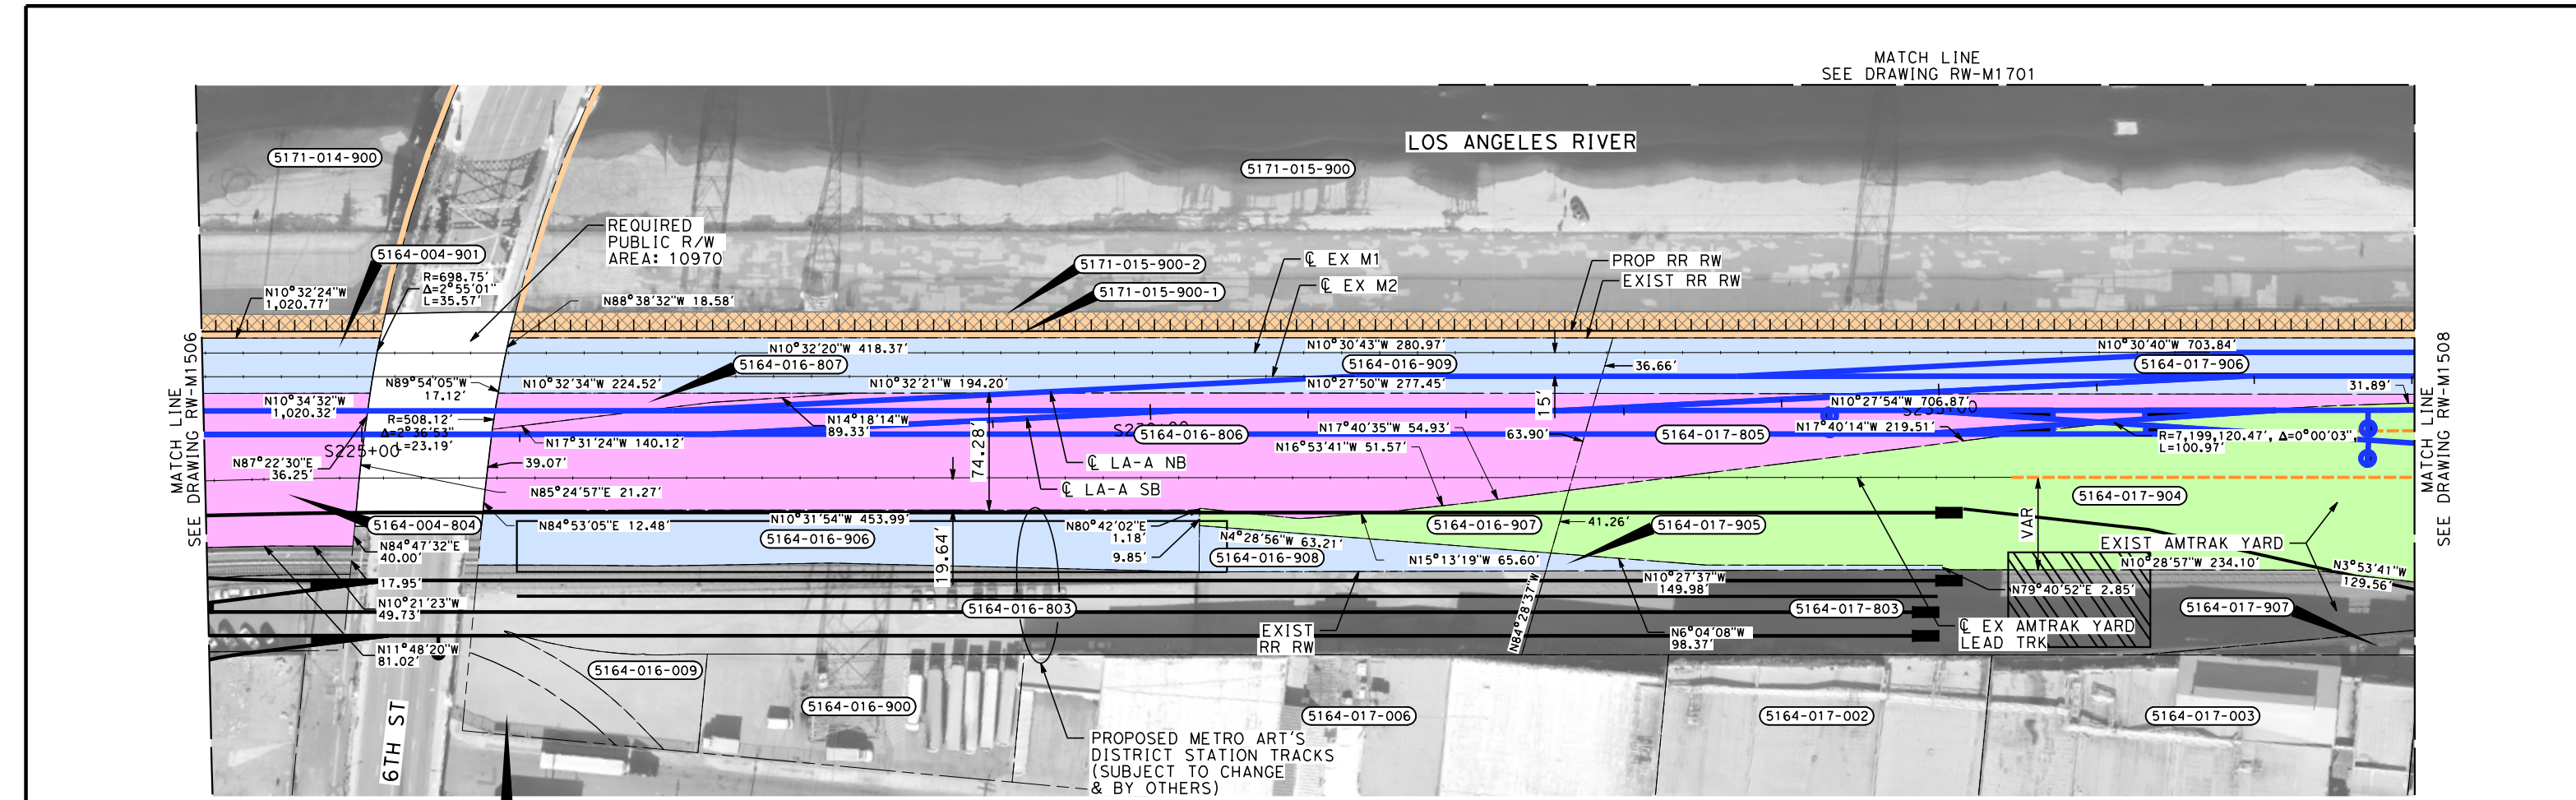 MATCH LINE
SEE DRAWING RW-M1701
LOS ANGELES RIVER
5171-014-900
5171-015-900
REQUIRED
PUBLIC R/W
AREA: 10970
5164-004-901
R=698.75'
Δ=2°55'01"
L=35.57'
N10°32'24"W
1,020.77'
N88°38'32"W 18.58'
5171-015-900-2
5171-015-900-1
℄ EX M1
℄ EX M2
PROP RR RW
EXIST RR RW
MATCH LINE
SEE DRAWING RW-M1506
MATCH LINE
SEE DRAWING RW-M1508
N10°32'20"W 418.37'
N10°30'43"W 280.97'
N10°30'40"W 703.84'
5164-016-807
5164-016-909
36.66'
5164-017-906
N89°54'05"W
17.12'
N10°32'34"W 224.52'
N10°32'21"W 194.20'
N10°27'50"W 277.45'
31.89'
N10°34'32"W
1,020.32'
R=508.12'
Δ=2°36'53"
L=23.19'
N14°18'14"W
89.33'
15'
N10°27'54"W 706.87'
S235+00
S225+00
N17°31'24"W 140.12'
74.28'
5164-016-806
N17°40'35"W 54.93'
63.90'
5164-017-805
N17°40'14"W 219.51'
R=7,199,120.47', Δ=0°00'03",
L=100.97'
N87°22'30"E
36.25'
39.07'
℄ LA-A NB
N16°53'41"W 51.57'
N85°24'57"E 21.27'
℄ LA-A SB
5164-017-904
5164-004-804
N84°53'05"E 12.48'
N10°31'54"W 453.99'
N80°42'02"E
1.18'
5164-016-907
41.26'
5164-017-905
VAR
5164-016-906
N4°28'56"W 63.21'
9.85'
5164-016-908
N15°13'19"W 65.60'
EXIST AMTRAK YARD
N84°47'32"E
40.00'
19.64'
N10°28'57"W 234.10'
N3°53'41"W
129.56'
17.95'
N10°27'37"W
149.98'
N79°40'52"E 2.85'
N10°21'23"W
49.73'
5164-016-803
N84°28'37"W
5164-017-803
5164-017-907
EXIST
RR RW
N6°04'08"W
98.37'
℄ EX AMTRAK YARD
LEAD TRK
N11°48'20"W
81.02'
5164-016-009
5164-016-900
5164-017-006
5164-017-002
5164-017-003
6TH ST
PROPOSED METRO ART'S
DISTRICT STATION TRACKS
(SUBJECT TO CHANGE
& BY OTHERS)